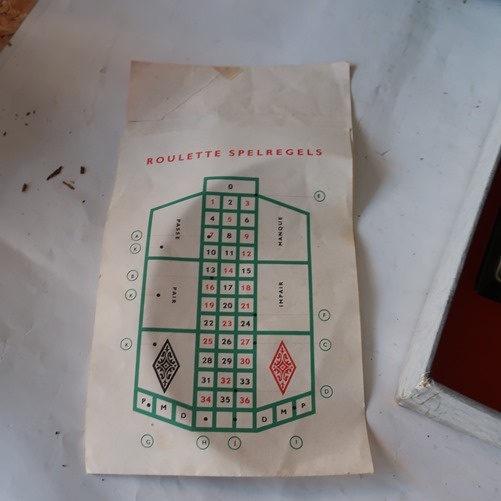 ROULETTE SPELREGELS
0
1 2 3
4 5 6
PASSE
MANQUE
7 8 9
10 11 12
13 14 15
PAIR
IMPAIR
16 17 18
19 20 21
22 23 24
25 26 27
28 29 30
31 32 33
34 35 36
P M D
D M P
E
A
F
C
D
G H J I